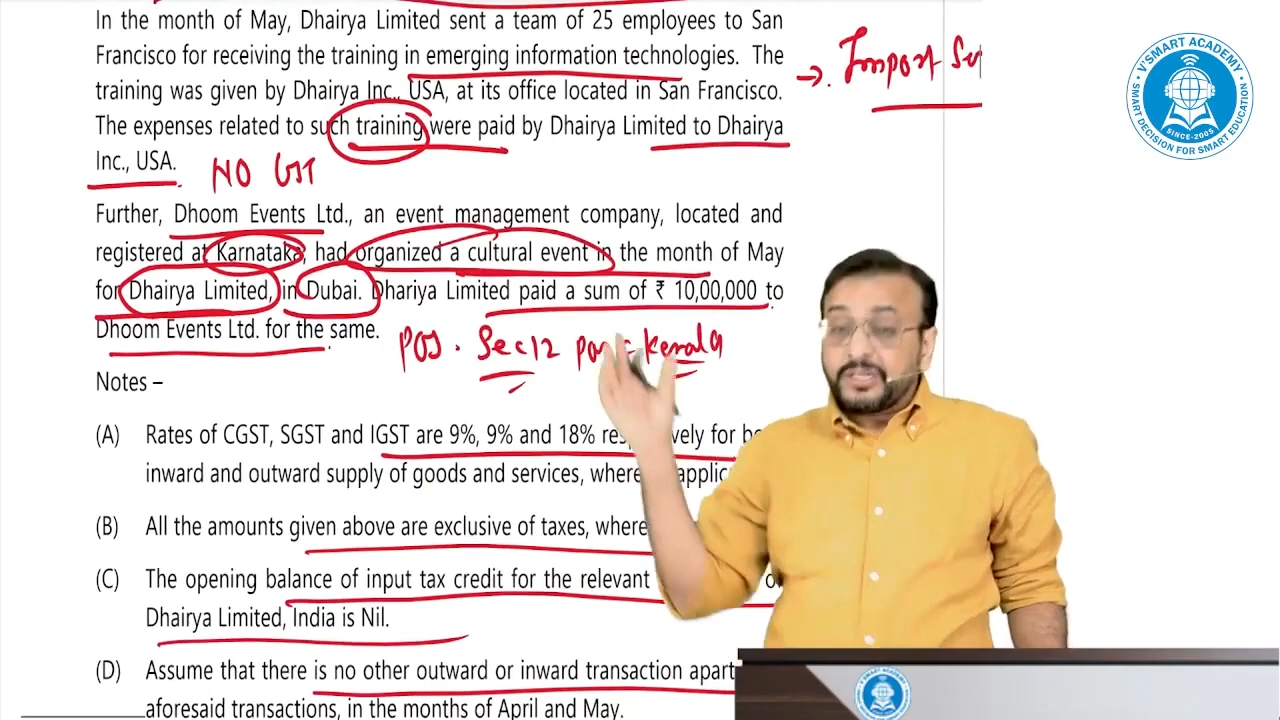 In the month of May, Dhairya Limited sent a team of 25 employees to San
Francisco for receiving the training in emerging information technologies. The
training was given by Dhairya Inc., USA, at its office located in San Francisco.
The expenses related to such training were paid by Dhairya Limited to Dhairya
Inc., USA.
NO GST
→ Import
Further, Dhoom Events Ltd., an event management company, located and
registered at Karnataka, had organized a cultural event in the month of May
for Dhairya Limited, in Dubai. Dhariya Limited paid a sum of ₹ 10,00,000 to
Dhoom Events Ltd. for the same.
POS. Sec 12 Kerala
Notes –
(A) Rates of CGST, SGST and IGST are 9%, 9% and 18% for
inward and outward supply of goods and services,
(B) All the amounts given above are exclusive of taxes,
(C) The opening balance of input tax credit for the relevant
Dhairya Limited, India is Nil.
(D) Assume that there is no other outward or inward transaction apart
aforesaid transactions, in the months of April and May.
V'SMART ACADEMY
SINCE-2005
SMART DECISION FOR SMART EDUCATION